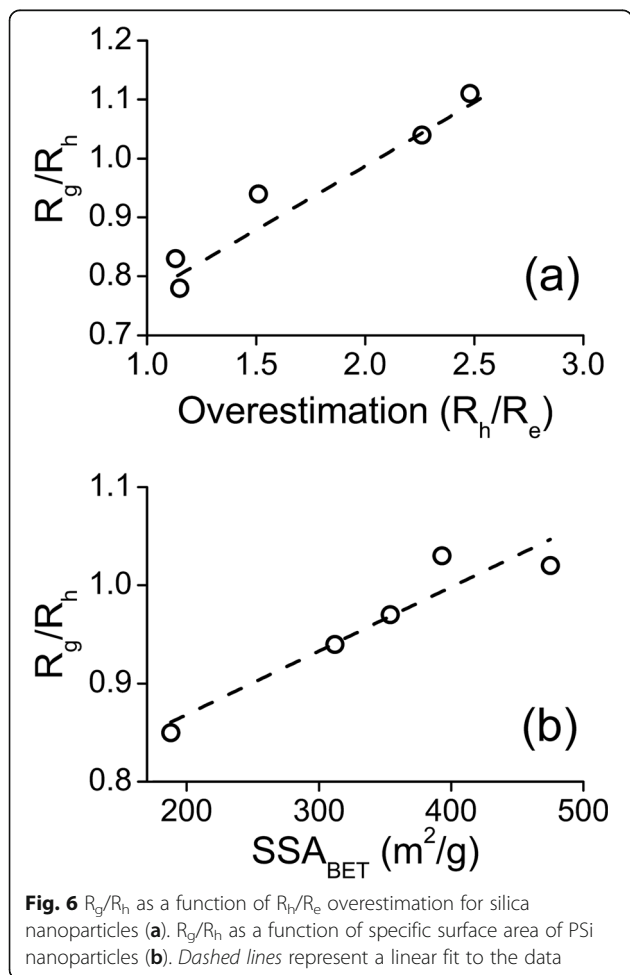 1.2
1.1
1.0
0.9
0.8
0.7
R_g/R_h
(a)
1.0 1.5 2.0 2.5 3.0
Overestimation (R_h/R_e)
1.1
1.0
0.9
0.8
R_g/R_h
(b)
200 300 400 500
SSA_BET (m²/g)
Fig. 6 R_g/R_h as a function of R_h/R_e overestimation for silica
nanoparticles (a). R_g/R_h as a function of specific surface area of PSi
nanoparticles (b). Dashed lines represent a linear fit to the data